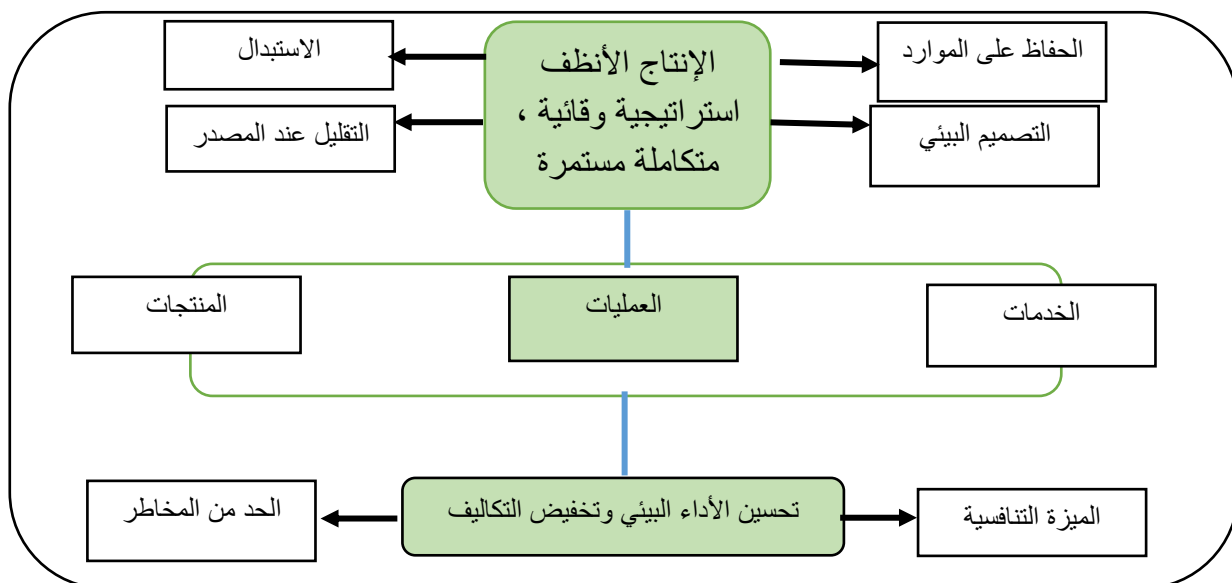 الحفاظ على الموارد
الإنتاج الأنظف
استراتيجية وقائية ،
متكاملة مستمرة
الاستبدال
التصميم البيئي
التقليل عند المصدر
الخدمات
العمليات
المنتجات
الميزة التنافسية
تحسين الأداء البيئي وتخفيض التكاليف
الحد من المخاطر